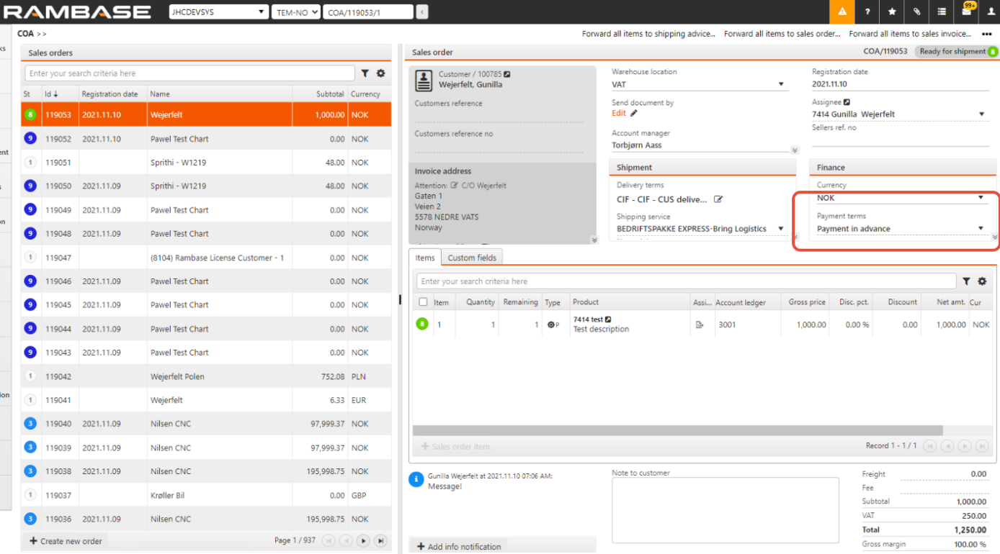 RAMBASE JHCDEVSYS TEM-NO COA/119053/1 ? 99+
COA >> Forward all items to shipping advice... Forward all items to sales order... Forward all items to sales invoice...
Sales orders
Enter your search criteria here
St Id Registration date Name Subtotal Currency
8 119053 2021.11.10 Wejerfelt 1,000.00 NOK
9 119052 2021.11.10 Pawel Test Chart 0.00 NOK
1 119051 Sprithi - W1219 48.00 NOK
9 119050 2021.11.09 Sprithi - W1219 48.00 NOK
9 119049 2021.11.09 Pawel Test Chart 0.00 NOK
9 119048 2021.11.09 Pawel Test Chart 0.00 NOK
1 119047 (8104) Rambase License Customer - 1 0.00 NOK
9 119046 2021.11.09 Pawel Test Chart 0.00 NOK
9 119045 2021.11.09 Pawel Test Chart 0.00 NOK
9 119044 2021.11.09 Pawel Test Chart 0.00 NOK
9 119043 2021.11.09 Pawel Test Chart 0.00 NOK
1 119042 Wejerfelt Polen 752.08 PLN
1 119041 Wejerfelt 6.33 EUR
3 119040 2021.11.09 Nilsen CNC 97,999.37 NOK
3 119039 2021.11.09 Nilsen CNC 97,999.37 NOK
3 119038 2021.11.09 Nilsen CNC 195,998.75 NOK
1 119037 Krøller Bil 0.00 GBP
3 119036 2021.11.09 Nilsen CNC 195,998.75 NOK
Create new order Page 1 / 937
Sales order COA/119053 Ready for shipment 8
Customer / 100785
Wejerfelt, Gunilla
Customers reference
Customers reference no
Invoice address
Attention: C/O Wejerfelt
Gaten 1
Veien 2
5578 NEDRE VATS
Norway
Warehouse location
VAT
Send document by
Edit
Account manager
Torbjørn Aass
Registration date
2021.11.10
Assignee
7414 Gunilla Wejerfelt
Sellers ref. no
Shipment
Delivery terms
CIF - CIF - CUS delive...
Shipping service
BEDRIFTSPAKKE EXPRESS-Bring Logistics
Finance
Currency
NOK
Payment terms
Payment in advance
Items Custom fields
Enter your search criteria here
Item Quantity Remaining Type Product Assi... Account ledger Gross price Disc. pct. Discount Net amt. Cur
8 1 1 1 P 7414 test 3001 1,000.00 0.00 % 0.00 1,000.00 NOK
Test description
Sales order item Record 1 - 1 / 1
Gunilla Wejerfelt at 2021.11.10 07:06 AM:
Message!
Add info notification
Note to customer
Freight 0.00
Fee
Subtotal 1,000.00
VAT 250.00
Total 1,250.00
Gross margin 100.00 %